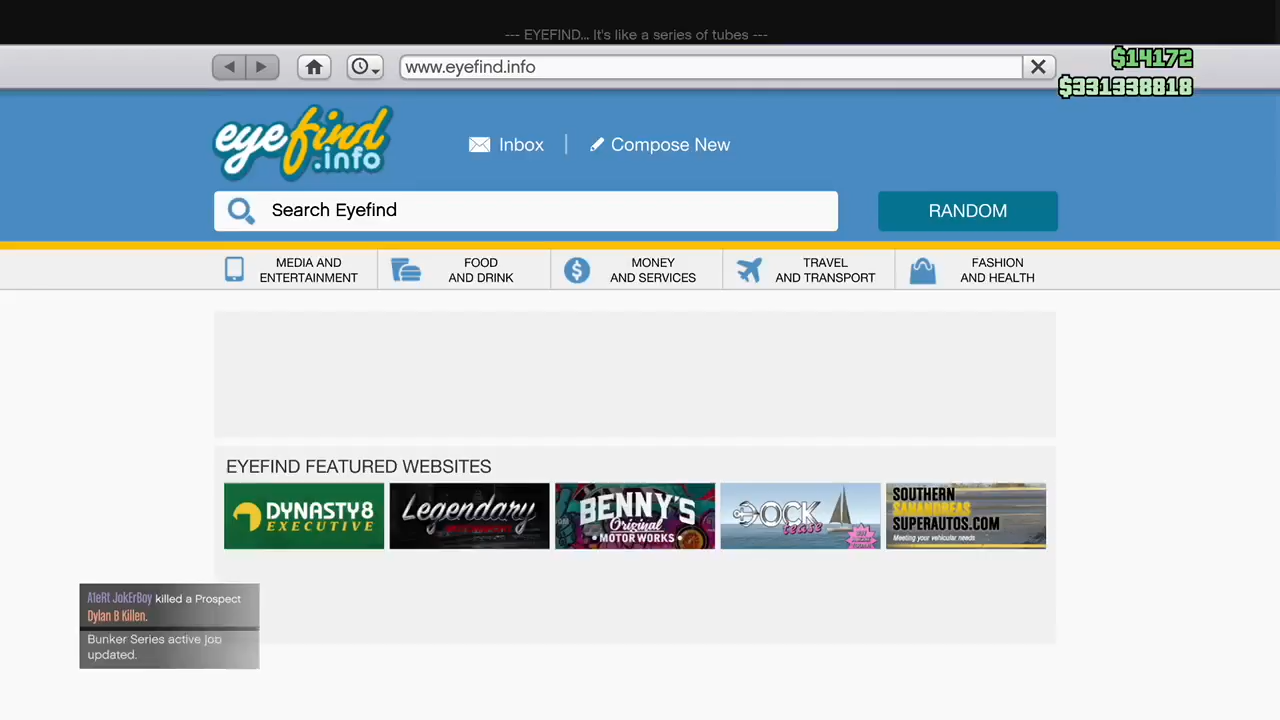 --- EYEFIND... It's like a series of tubes ---
www.eyefind.info
$14172
$331338818
eyefind
.info
Inbox
Compose New
Search Eyefind
RANDOM
MEDIA AND
ENTERTAINMENT
FOOD
AND DRINK
MONEY
AND SERVICES
TRAVEL
AND TRANSPORT
FASHION
AND HEALTH
EYEFIND FEATURED WEBSITES
DYNASTY8
EXECUTIVE
Legendary
BENNY'S
Original
MOTOR WORKS
DOCK
tease
SOUTHERN
SANANDREAS
SUPERAUTOS.COM
Meeting your vehicular needs
A1eRt JokErBoy killed a Prospect
Dylan B Killen.
Bunker Series active job
updated.